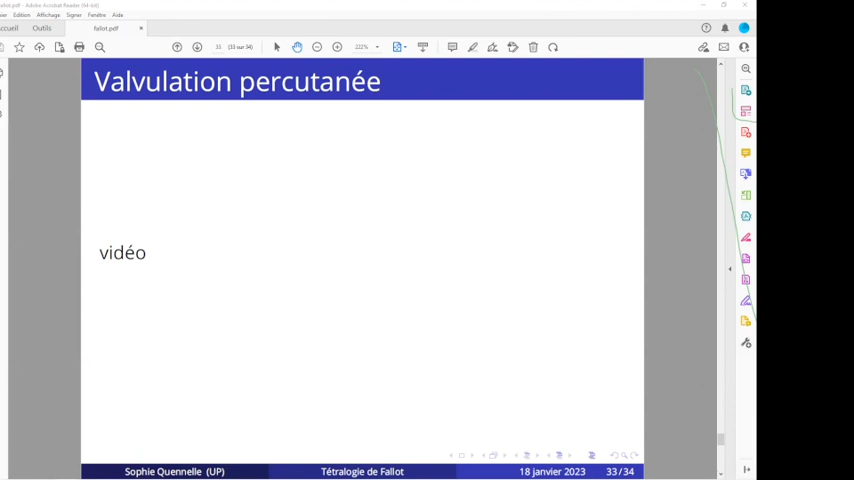 fallot.pdf - Adobe Acrobat Reader (64-bit)
Edition Affichage Signer Fenêtre Aide
Accueil Outils fallot.pdf
33 (33 sur 34) 222%
Valvulation percutanée
vidéo
Sophie Quennelle (UP) Tétralogie de Fallot 18 janvier 2023 33/34